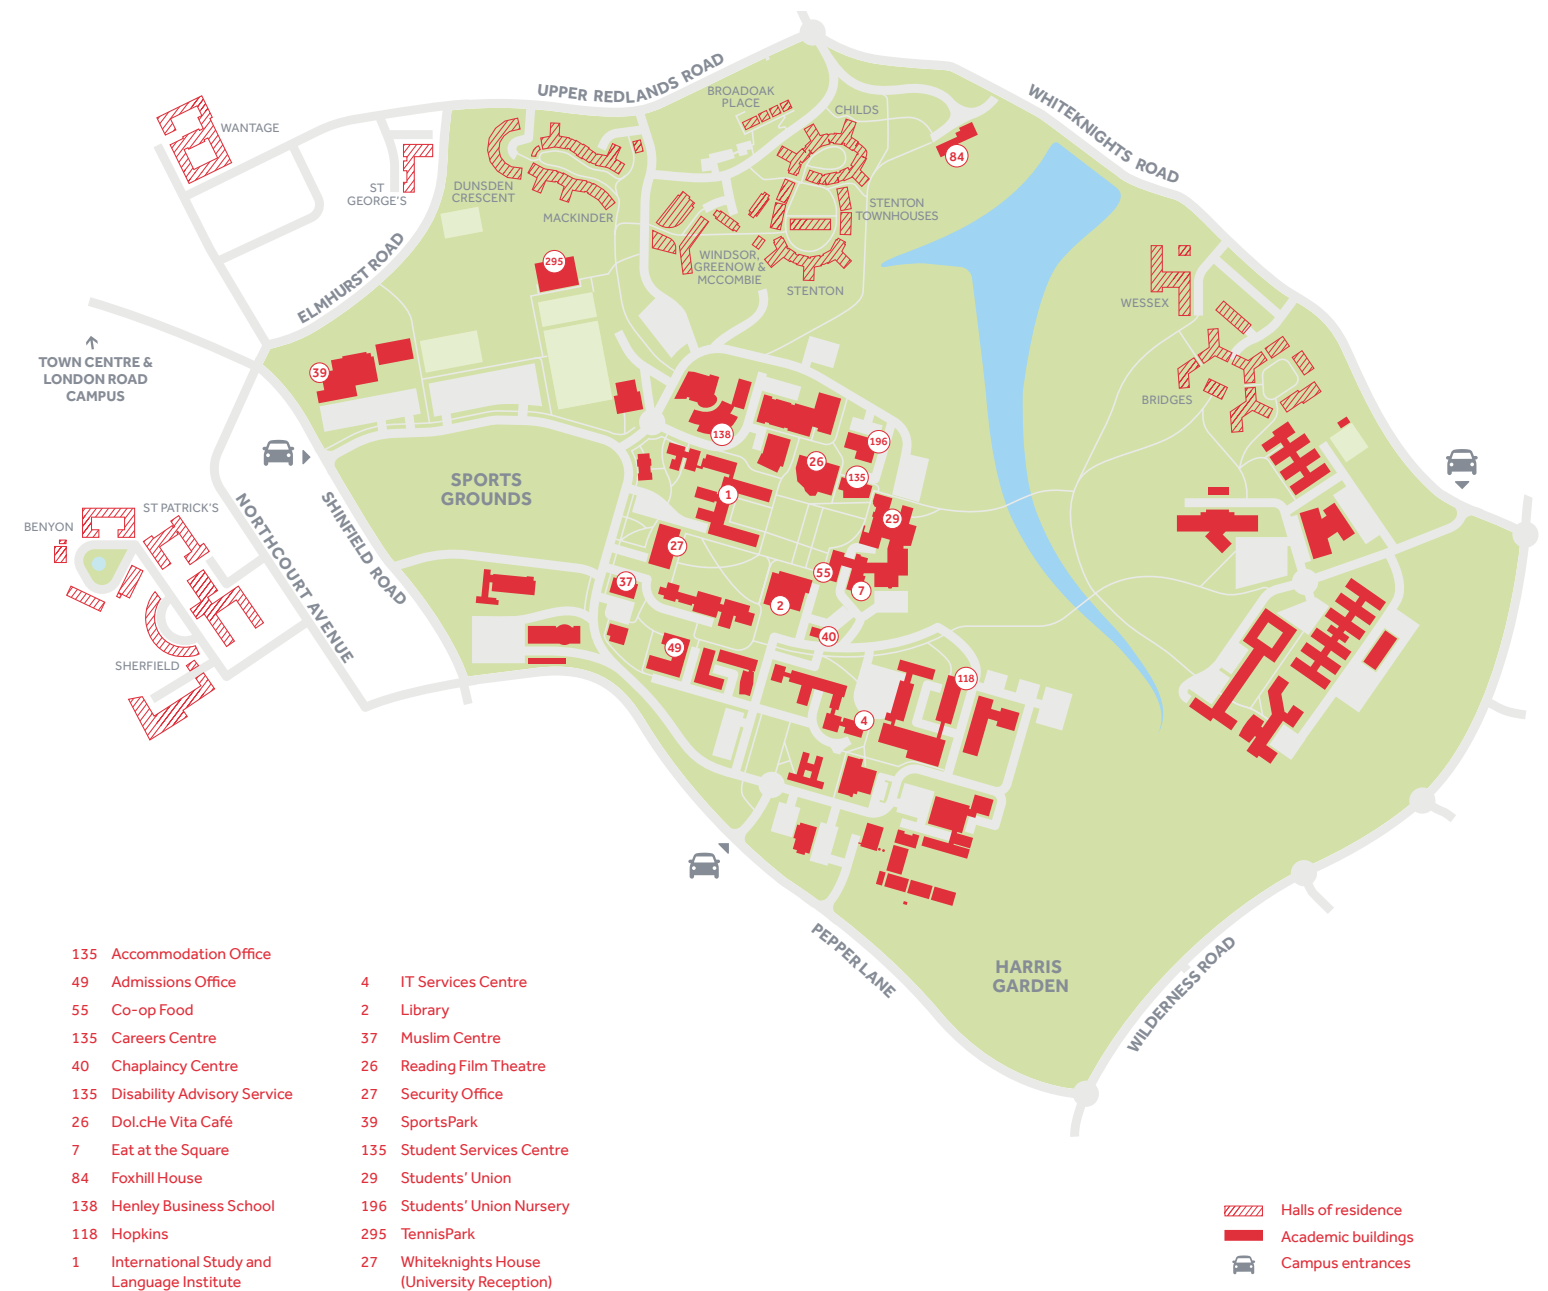 UPPER REDLANDS ROAD
WHITEKNIGHTS ROAD
BROADOAK
PLACE
CHILDS
WANTAGE
84
ST
GEORGE'S
DUNSDEN
CRESCENT
MACKINDER
STENTON
TOWNHOUSES
ELMHURST ROAD
295
WINDSOR,
GREENOW &
MCCOMBIE
STENTON
WESSEX
TOWN CENTRE &
LONDON ROAD
CAMPUS
39
BRIDGES
138
196
26
135
SPORTS
GROUNDS
1
29
NORTHCOURT AVENUE
SHINFIELD ROAD
ST PATRICK'S
BENYON
27
55
37
7
2
40
49
SHERFIELD
118
4
PEPPER LANE
HARRIS
GARDEN
WILDERNESS ROAD
135 Accommodation Office
49 Admissions Office
55 Co-op Food
135 Careers Centre
40 Chaplaincy Centre
135 Disability Advisory Service
26 Dol.cHe Vita Café
7 Eat at the Square
84 Foxhill House
138 Henley Business School
118 Hopkins
1 International Study and
Language Institute
4 IT Services Centre
2 Library
37 Muslim Centre
26 Reading Film Theatre
27 Security Office
39 SportsPark
135 Student Services Centre
29 Students' Union
196 Students' Union Nursery
295 TennisPark
27 Whiteknights House
(University Reception)
Halls of residence
Academic buildings
Campus entrances